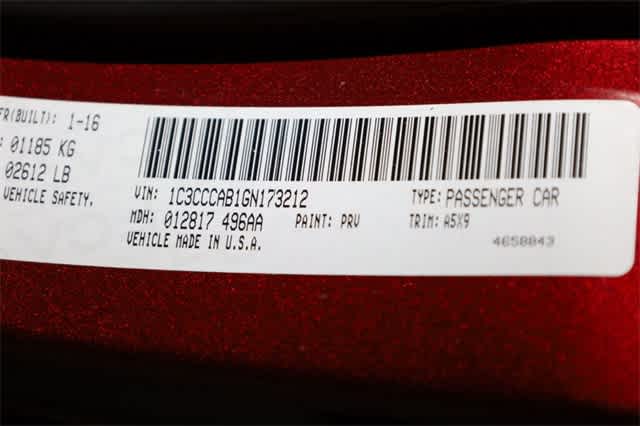 FR(BUILT): 1-16
: 01185 KG
02612 LB
VEHICLE SAFETY.
VIN: 1C3CCCAB1GN173212
TYPE: PASSENGER CAR
MDH: 012817 496AA
PAINT: PRV
TRIM: A5X9
VEHICLE MADE IN U.S.A.
4658843